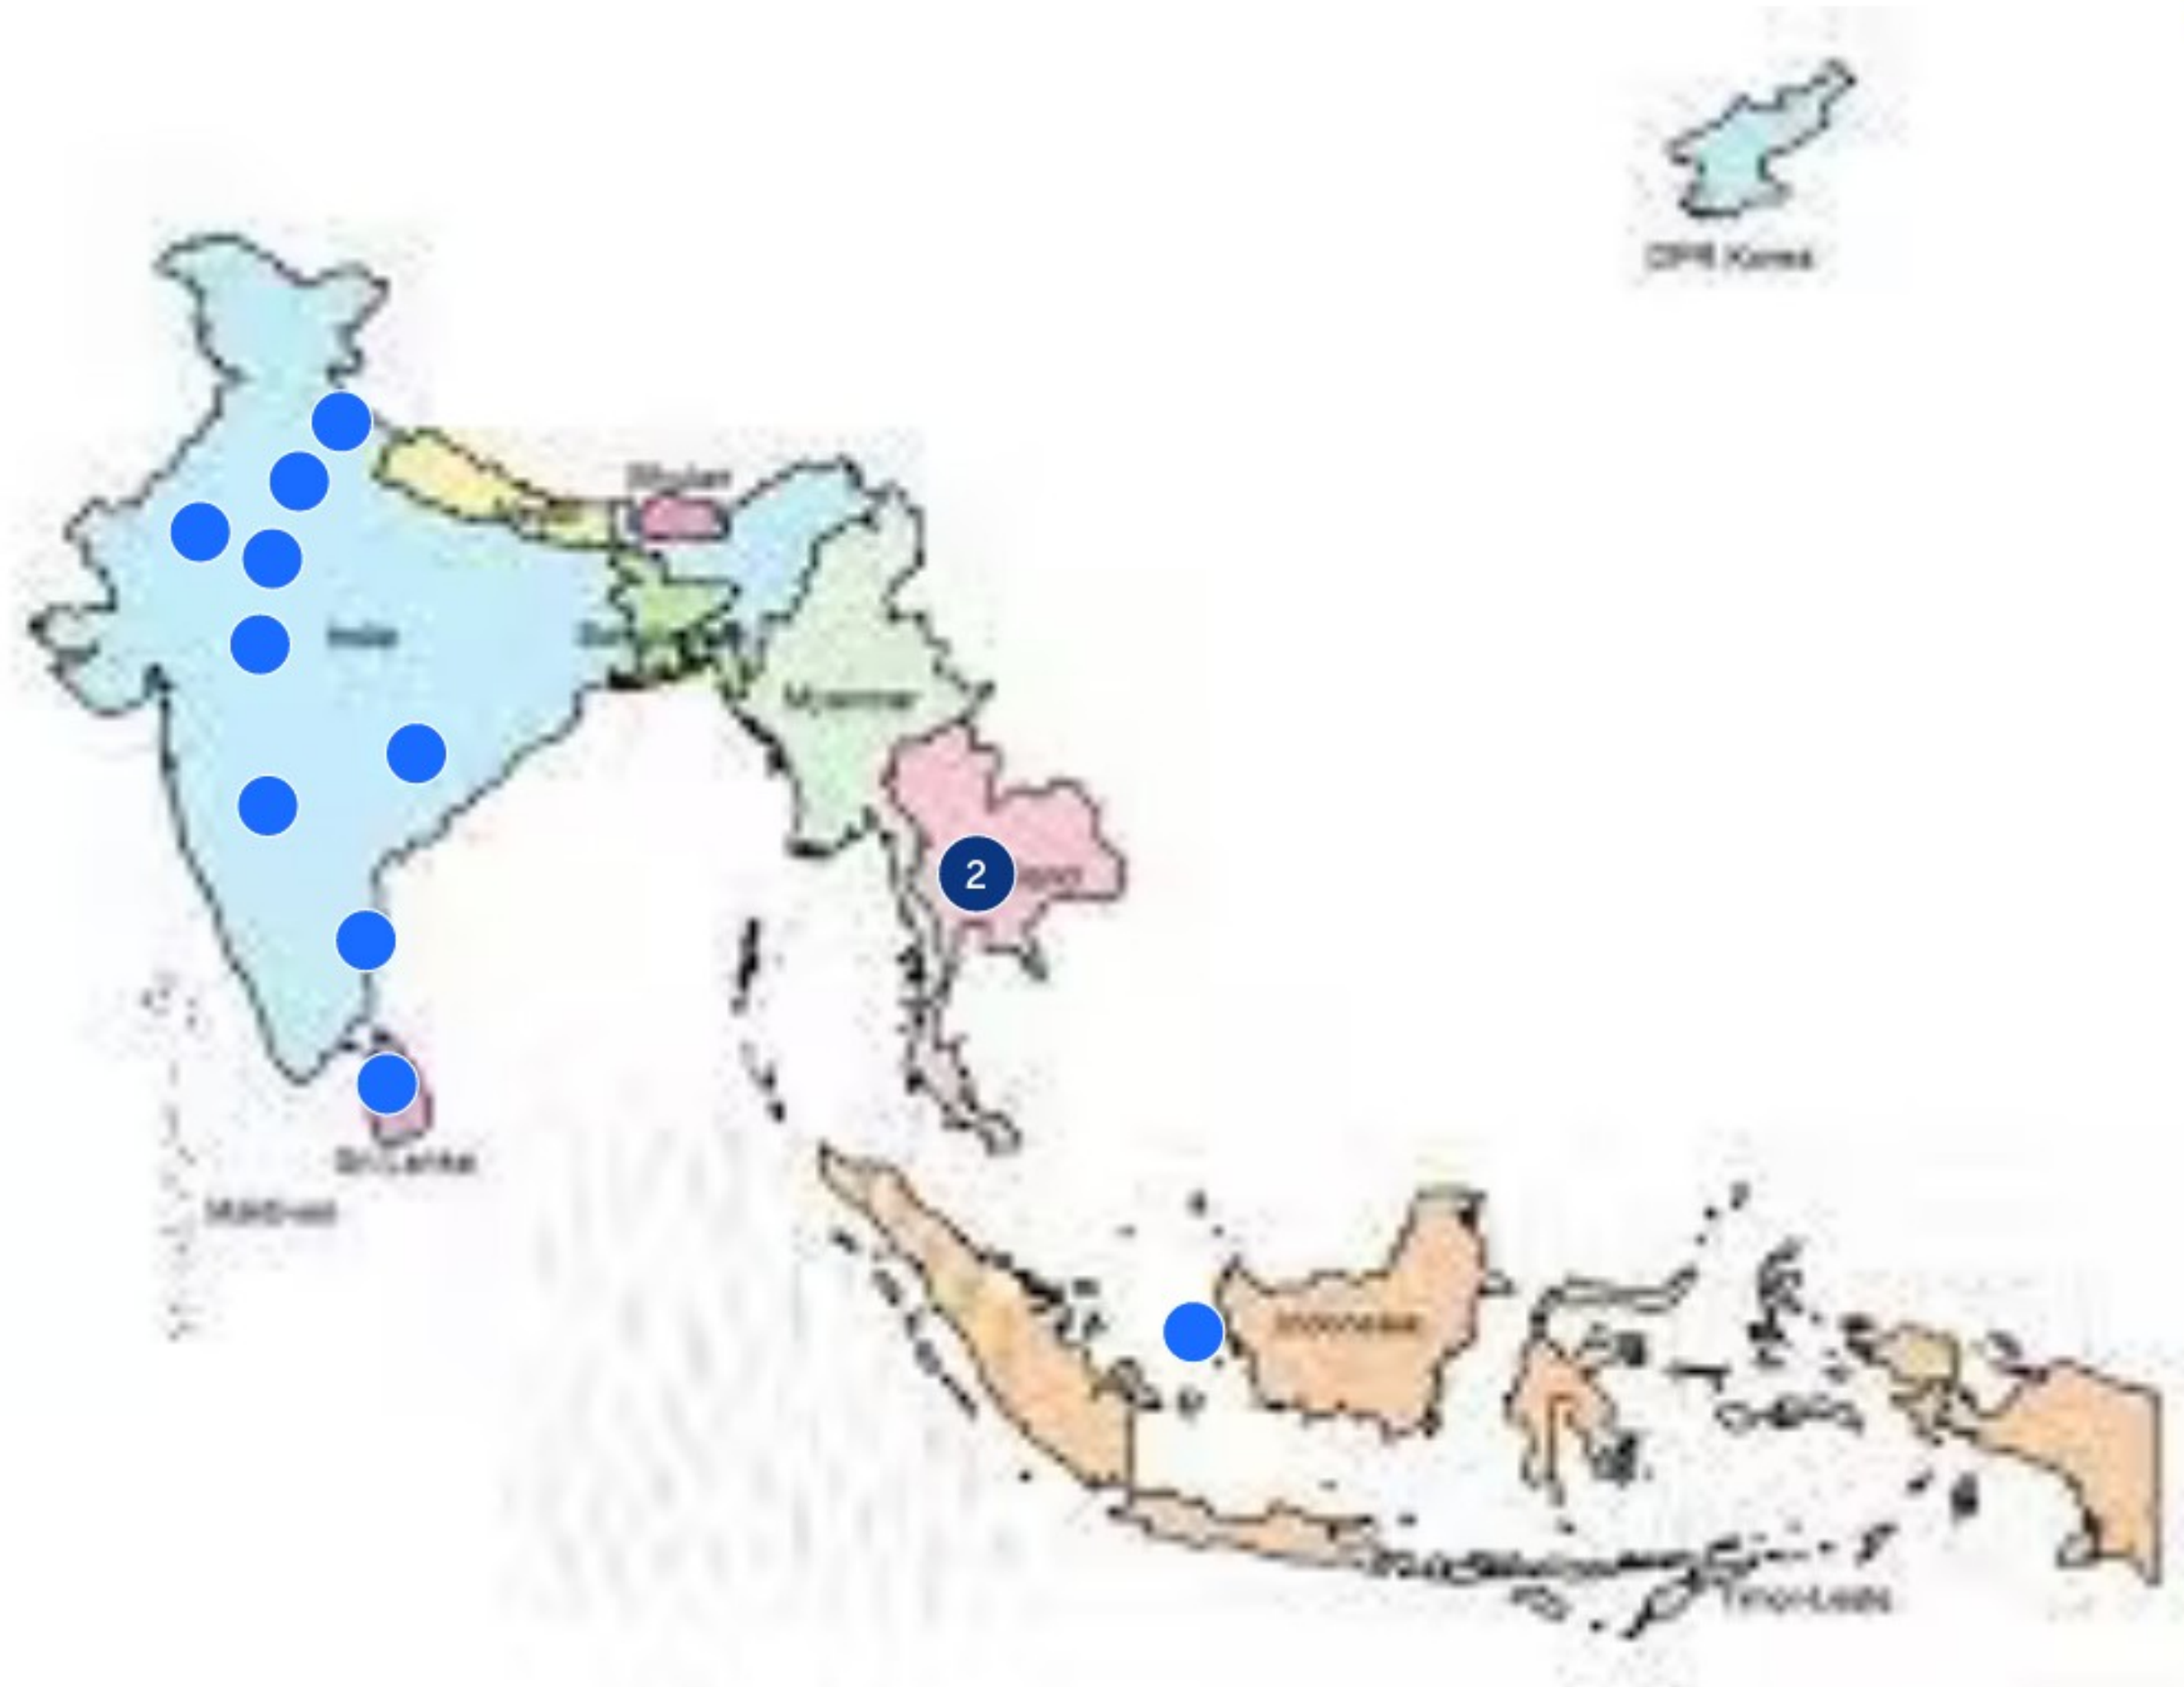 DPR Korea
Bhutan
India
Myanmar
2
Sri Lanka
Maldives
Indonesia
Timor-Leste